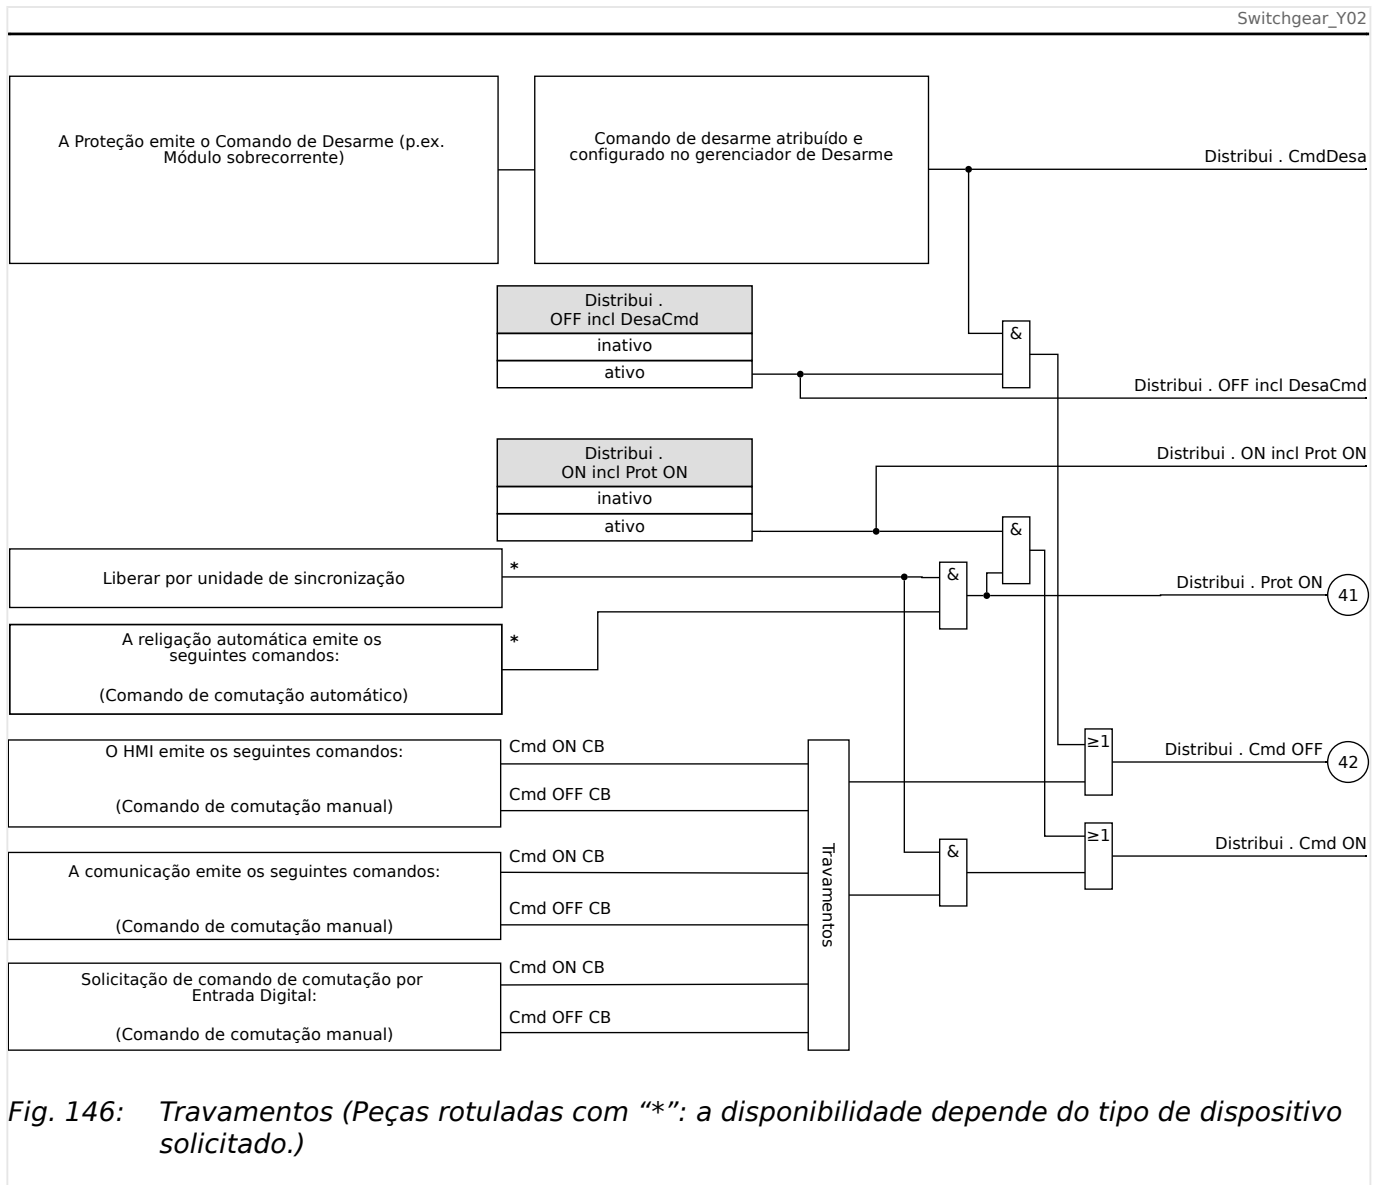 Switchgear_Y02
A Proteção emite o Comando de Desarme (p.ex.
Módulo sobrecorrente)
Comando de desarme atribuído e
configurado no gerenciador de Desarme
Distribui . CmdDesa
Distribui .
OFF incl DesaCmd
inativo
ativo
&
Distribui . OFF incl DesaCmd
Distribui .
ON incl Prot ON
inativo
ativo
Distribui . ON incl Prot ON
&
Liberar por unidade de sincronização
*
&
Distribui . Prot ON
41
A religação automática emite os
seguintes comandos:
(Comando de comutação automático)
*
O HMI emite os seguintes comandos:
(Comando de comutação manual)
Cmd ON CB
Cmd OFF CB
≥1
Distribui . Cmd OFF
42
A comunicação emite os seguintes comandos:
(Comando de comutação manual)
Cmd ON CB
Cmd OFF CB
Travamentos
&
≥1
Distribui . Cmd ON
Solicitação de comando de comutação por
Entrada Digital:
(Comando de comutação manual)
Cmd ON CB
Cmd OFF CB
Fig. 146: Travamentos (Peças rotuladas com “*”: a disponibilidade depende do tipo de dispositivo
solicitado.)